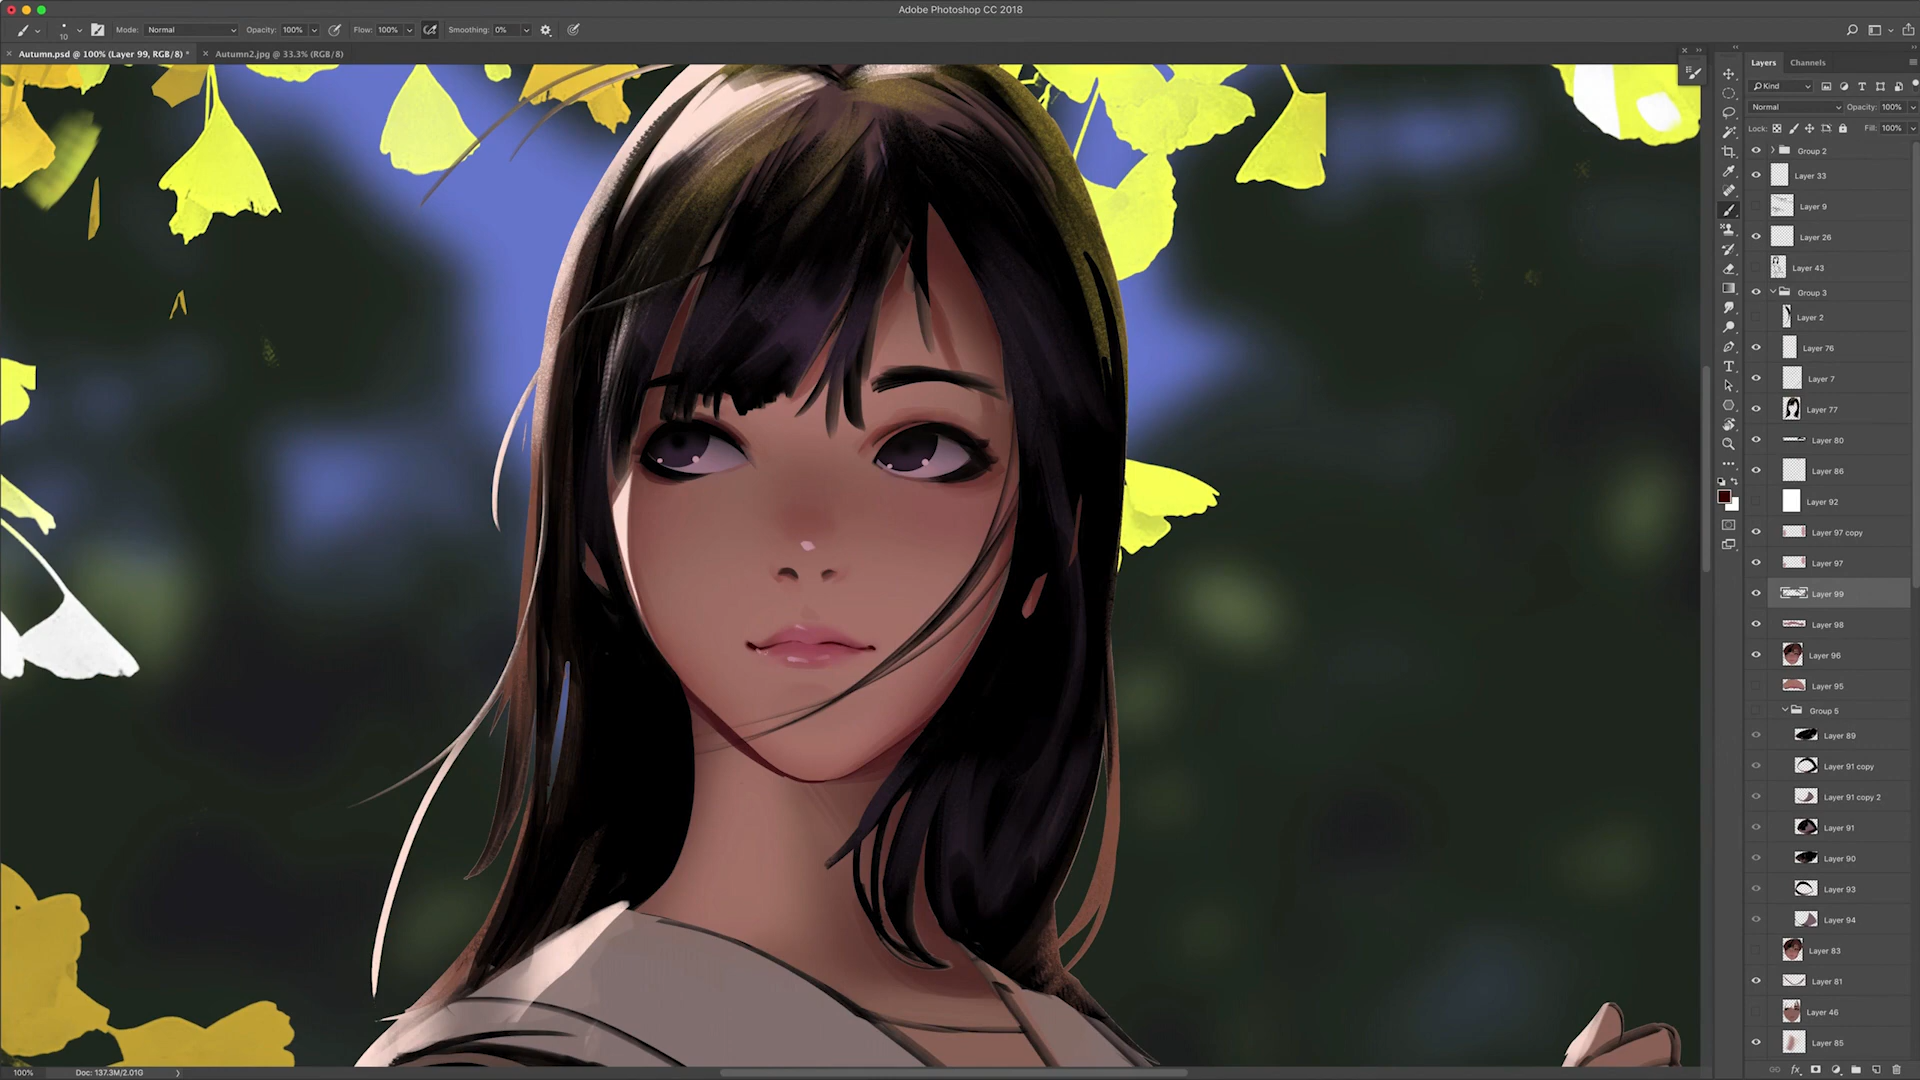 Adobe Photoshop CC 2018
10 Mode: Normal Opacity: 100% Flow: 100% Smoothing: 0%
Autumn.psd @ 100% (Layer 99, RGB/8) * Autumn2.jpg @ 33.3% (RGB/8)
Layers Channels
Kind
Normal Opacity: 100%
Lock: Fill: 100%
Group 2
Layer 33
Layer 9
Layer 26
Layer 43
Group 3
Layer 2
Layer 76
Layer 7
Layer 77
Layer 80
Layer 86
Layer 92
Layer 97 copy
Layer 97
Layer 99
Layer 98
Layer 96
Layer 95
Group 5
Layer 89
Layer 91 copy
Layer 91 copy 2
Layer 91
Layer 90
Layer 93
Layer 94
Layer 83
Layer 81
Layer 46
Layer 85
100% Doc: 137.3M/2.01G